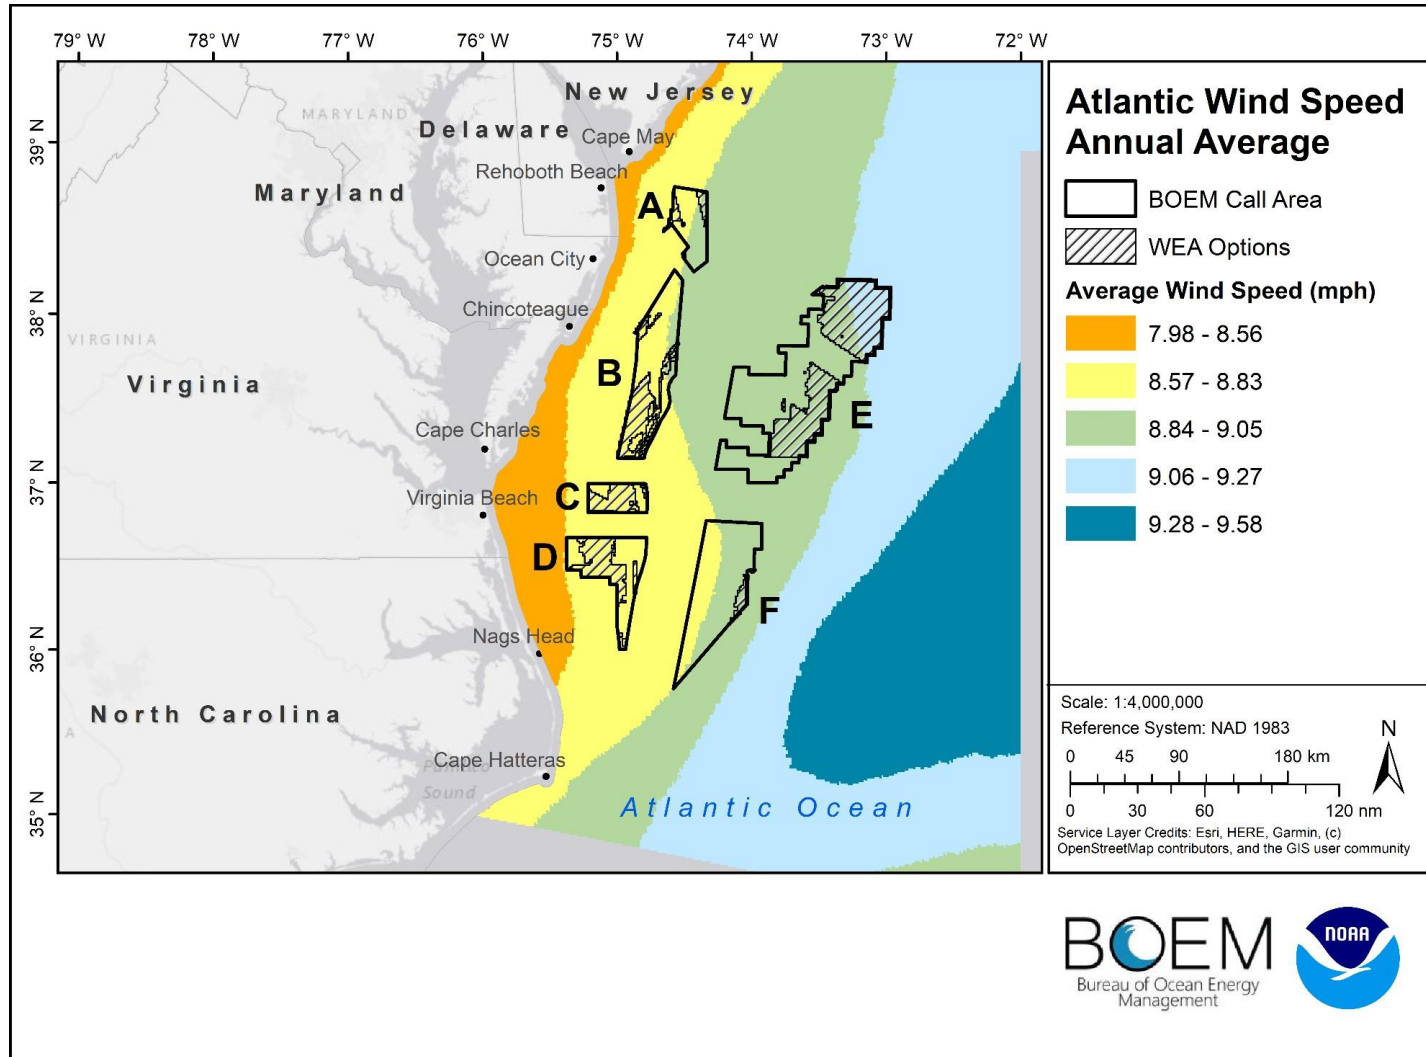 79° W 78° W 77° W 76° W 75° W 74° W 73° W 72° W
39° N
38° N
37° N
36° N
35° N
New Jersey
MARYLAND
Delaware
Cape May
Rehoboth Beach
Maryland
A
Ocean City
Chincoteague
VIRGINIA
Virginia
B
E
Cape Charles
Virginia Beach
C
D
F
Nags Head
North Carolina
Cape Hatteras
Sound
Atlantic Ocean
Atlantic Wind Speed
Annual Average
BOEM Call Area
WEA Options
Average Wind Speed (mph)
7.98 - 8.56
8.57 - 8.83
8.84 - 9.05
9.06 - 9.27
9.28 - 9.58
Scale: 1:4,000,000
Reference System: NAD 1983
N
0 45 90 180 km
0 30 60 120 nm
Service Layer Credits: Esri, HERE, Garmin, (c)
OpenStreetMap contributors, and the GIS user community
BOEM
Bureau of Ocean Energy
Management
NOAA